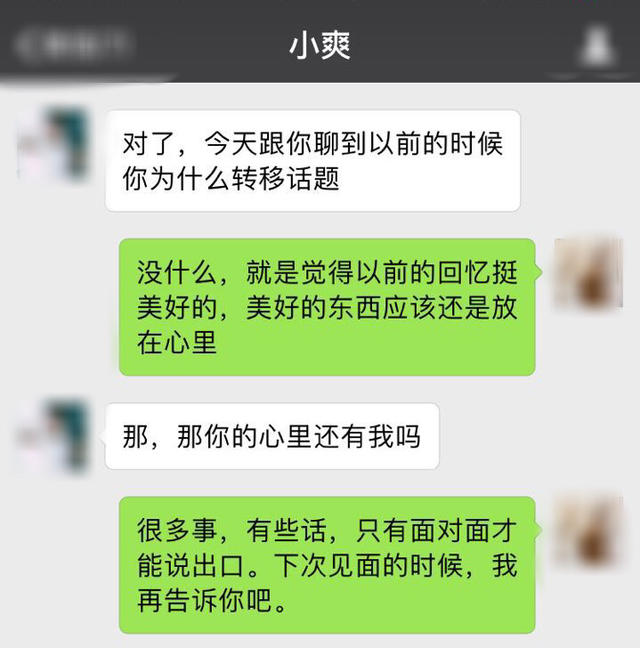 小爽
对了，今天跟你聊到以前的时候
你为什么转移话题
没什么，就是觉得以前的回忆挺
美好的，美好的东西应该还是放
在心里
那，那你的心里还有我吗
很多事，有些话，只有面对面才
能说出口。下次见面的时候，我
再告诉你吧。